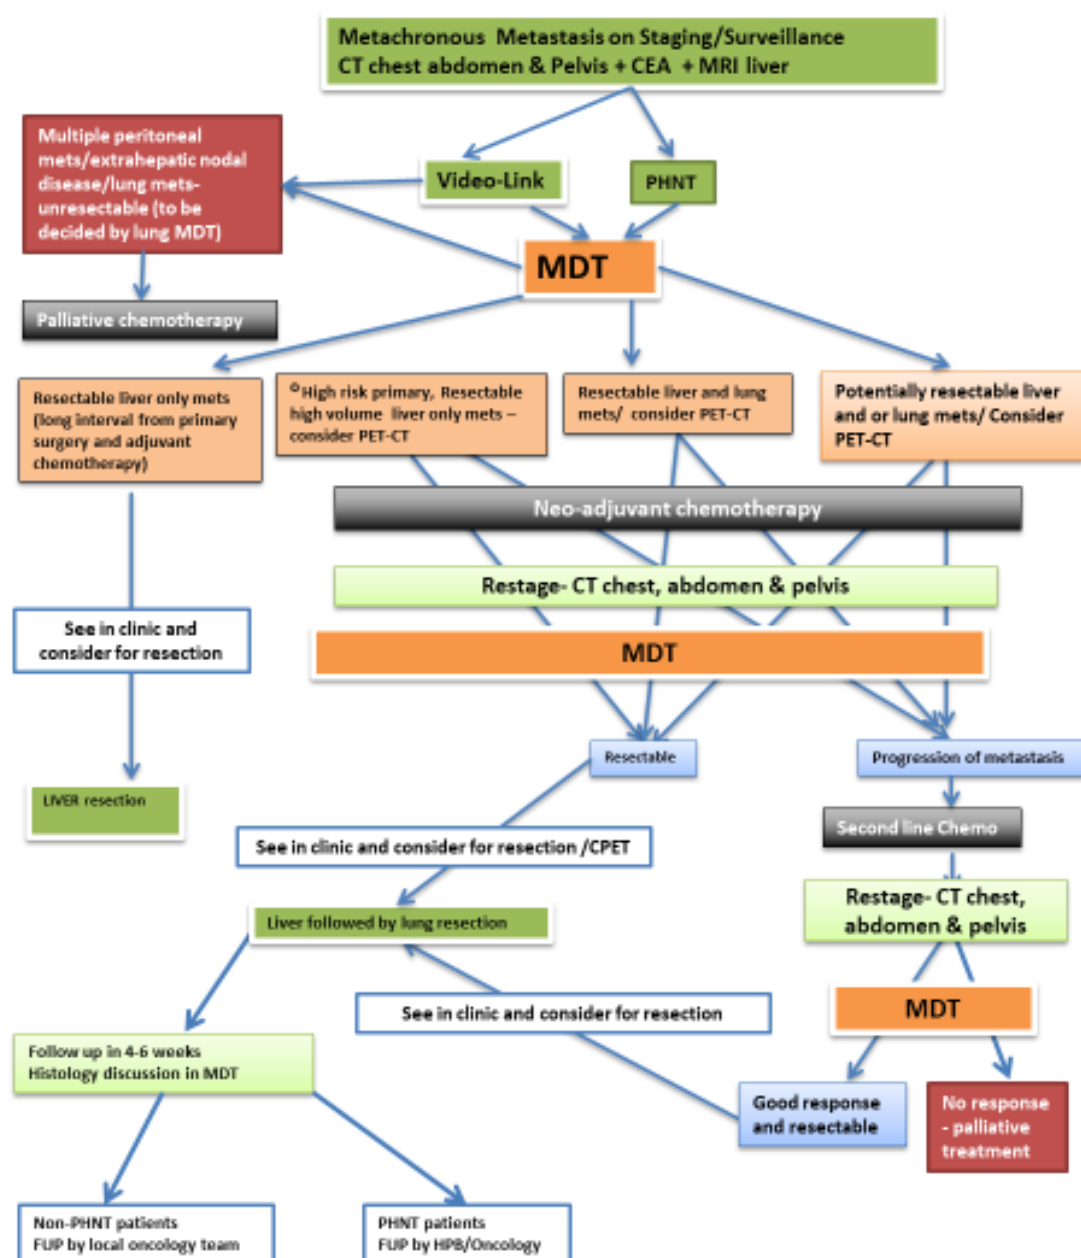 Metachronous Metastasis on Staging/Surveillance
CT chest abdomen & Pelvis + CEA + MRI liver
Multiple peritoneal
mets/extrahepatic nodal
disease/lung mets-
unresectable (to be
decided by lung MDT)
Video-Link
PHNT
MDT
Palliative chemotherapy
Resectable liver only mets
(long interval from primary
surgery and adjuvant
chemotherapy)
High risk primary, Resectable
high volume liver only mets –
consider PET-CT
Resectable liver and lung
mets/ consider PET-CT
Potentially resectable liver
and or lung mets/ Consider
PET-CT
Neo-adjuvant chemotherapy
Restage- CT chest, abdomen & pelvis
See in clinic and
consider for resection
MDT
Resectable
Progression of metastasis
LIVER resection
Second line Chemo
See in clinic and consider for resection /CPET
Restage- CT chest,
abdomen & pelvis
Liver followed by lung resection
See in clinic and consider for resection
MDT
Follow up in 4-6 weeks
Histology discussion in MDT
Good response
and resectable
No response
- palliative
treatment
Non-PHNT patients
FUP by local oncology team
PHNT patients
FUP by HPB/Oncology